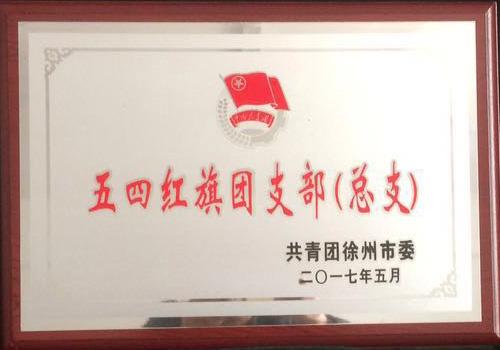 五四红旗团支部(总支)
共青团徐州市委
二〇一七年五月